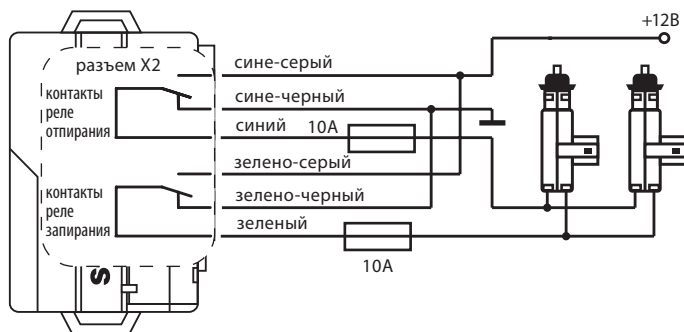 +12В
разъем X2
сине-серый
контакты
реле
отпирания
сине-черный
синий
10А
зелено-серый
контакты
реле
запирания
зелено-черный
зеленый
10А
S